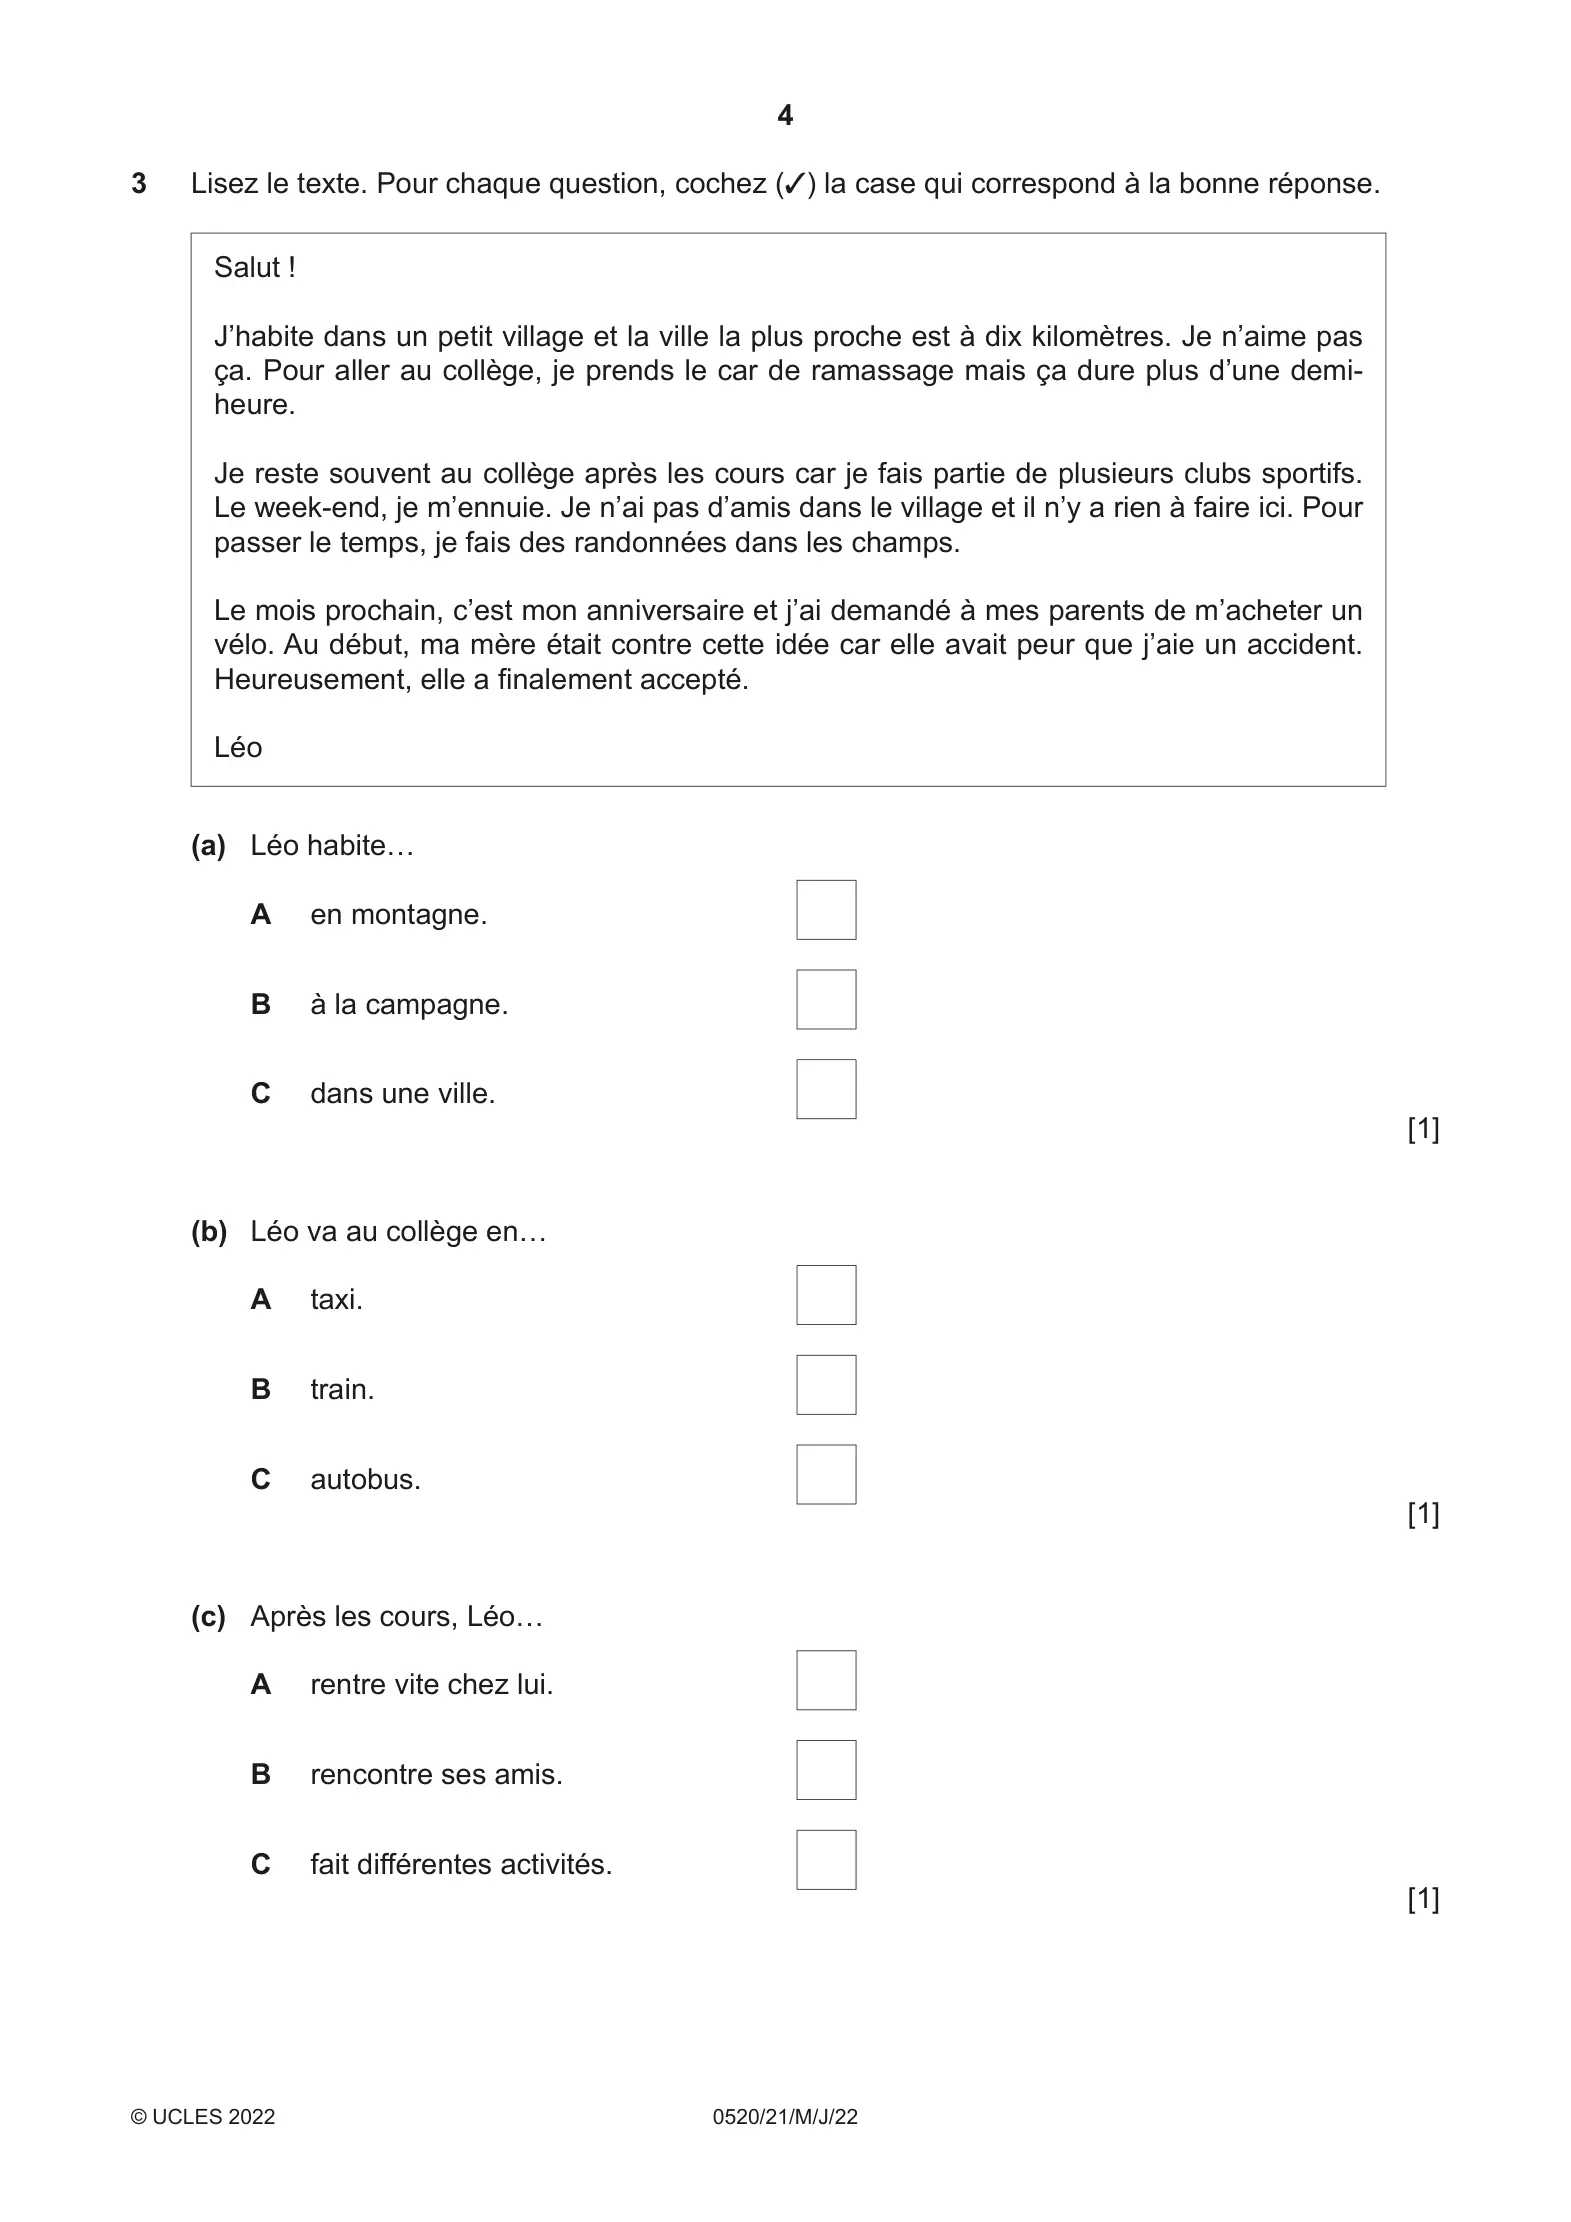 4
3 Lisez le texte. Pour chaque question, cochez (✓) la case qui correspond à la bonne réponse.
Salut !
J’habite dans un petit village et la ville la plus proche est à dix kilomètres. Je n’aime pas
ça. Pour aller au collège, je prends le car de ramassage mais ça dure plus d’une demi-
heure.
Je reste souvent au collège après les cours car je fais partie de plusieurs clubs sportifs.
Le week-end, je m’ennuie. Je n’ai pas d’amis dans le village et il n’y a rien à faire ici. Pour
passer le temps, je fais des randonnées dans les champs.
Le mois prochain, c’est mon anniversaire et j’ai demandé à mes parents de m’acheter un
vélo. Au début, ma mère était contre cette idée car elle avait peur que j’aie un accident.
Heureusement, elle a finalement accepté.
Léo
(a) Léo habite…
A en montagne.
B à la campagne.
C dans une ville.
[1]
(b) Léo va au collège en…
A taxi.
B train.
C autobus.
[1]
(c) Après les cours, Léo…
A rentre vite chez lui.
B rencontre ses amis.
C fait différentes activités.
[1]
© UCLES 2022 0520/21/M/J/22